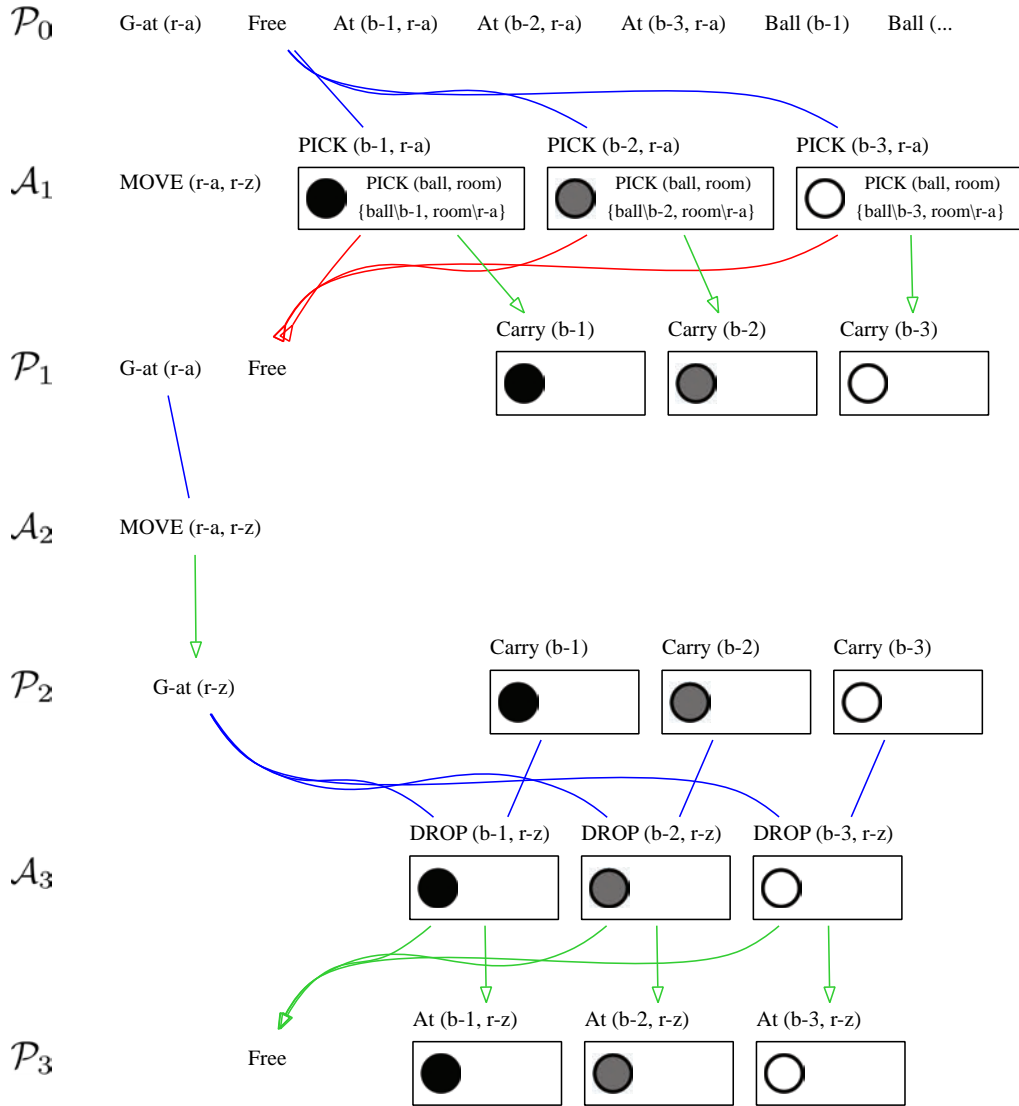 P0 G-at (r-a) Free At (b-1, r-a) At (b-2, r-a) At (b-3, r-a) Ball (b-1) Ball (...
PICK (b-1, r-a) PICK (b-2, r-a) PICK (b-3, r-a)
A1 MOVE (r-a, r-z) PICK (ball, room) PICK (ball, room) PICK (ball, room)
{ball\b-1, room\r-a} {ball\b-2, room\r-a} {ball\b-3, room\r-a}
Carry (b-1) Carry (b-2) Carry (b-3)
P1 G-at (r-a) Free
A2 MOVE (r-a, r-z)
Carry (b-1) Carry (b-2) Carry (b-3)
P2 G-at (r-z)
DROP (b-1, r-z) DROP (b-2, r-z) DROP (b-3, r-z)
A3
At (b-1, r-z) At (b-2, r-z) At (b-3, r-z)
P3 Free